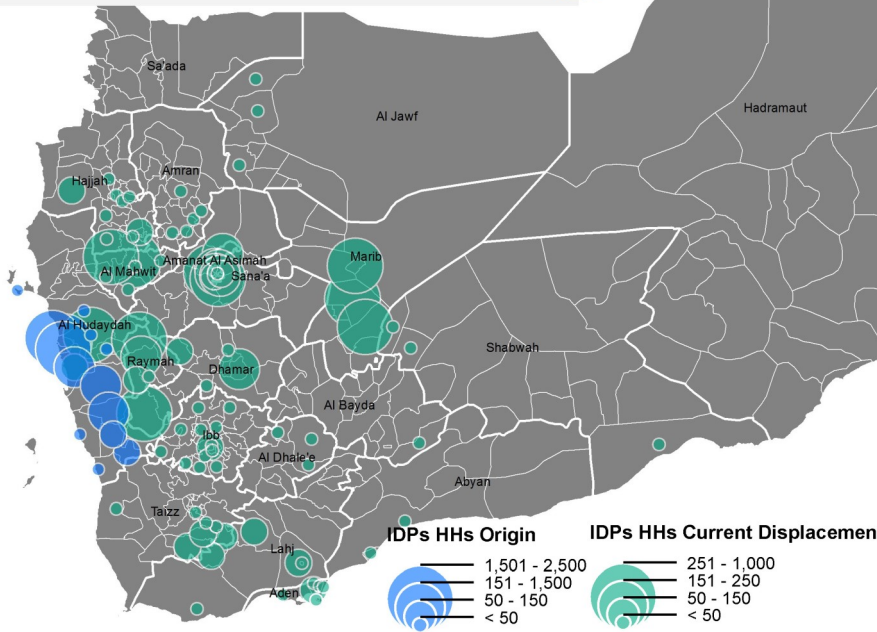 Sa'ada
Hadramaut
Al Jawf
Hajjah
Amran
Amanat Al Asimah
Marib
Al Mahwit
Sana'a
Al Hudaydah
Shabwah
Raymah
Dhamar
Al Bayda
Ibb
Al Dhale'e
Abyan
Taizz
Lahj
Aden
IDPs HHs Origin
1,501 - 2,500
151 - 1,500
50 - 150
< 50
IDPs HHs Current Displacemen
251 - 1,000
151 - 250
50 - 150
< 50